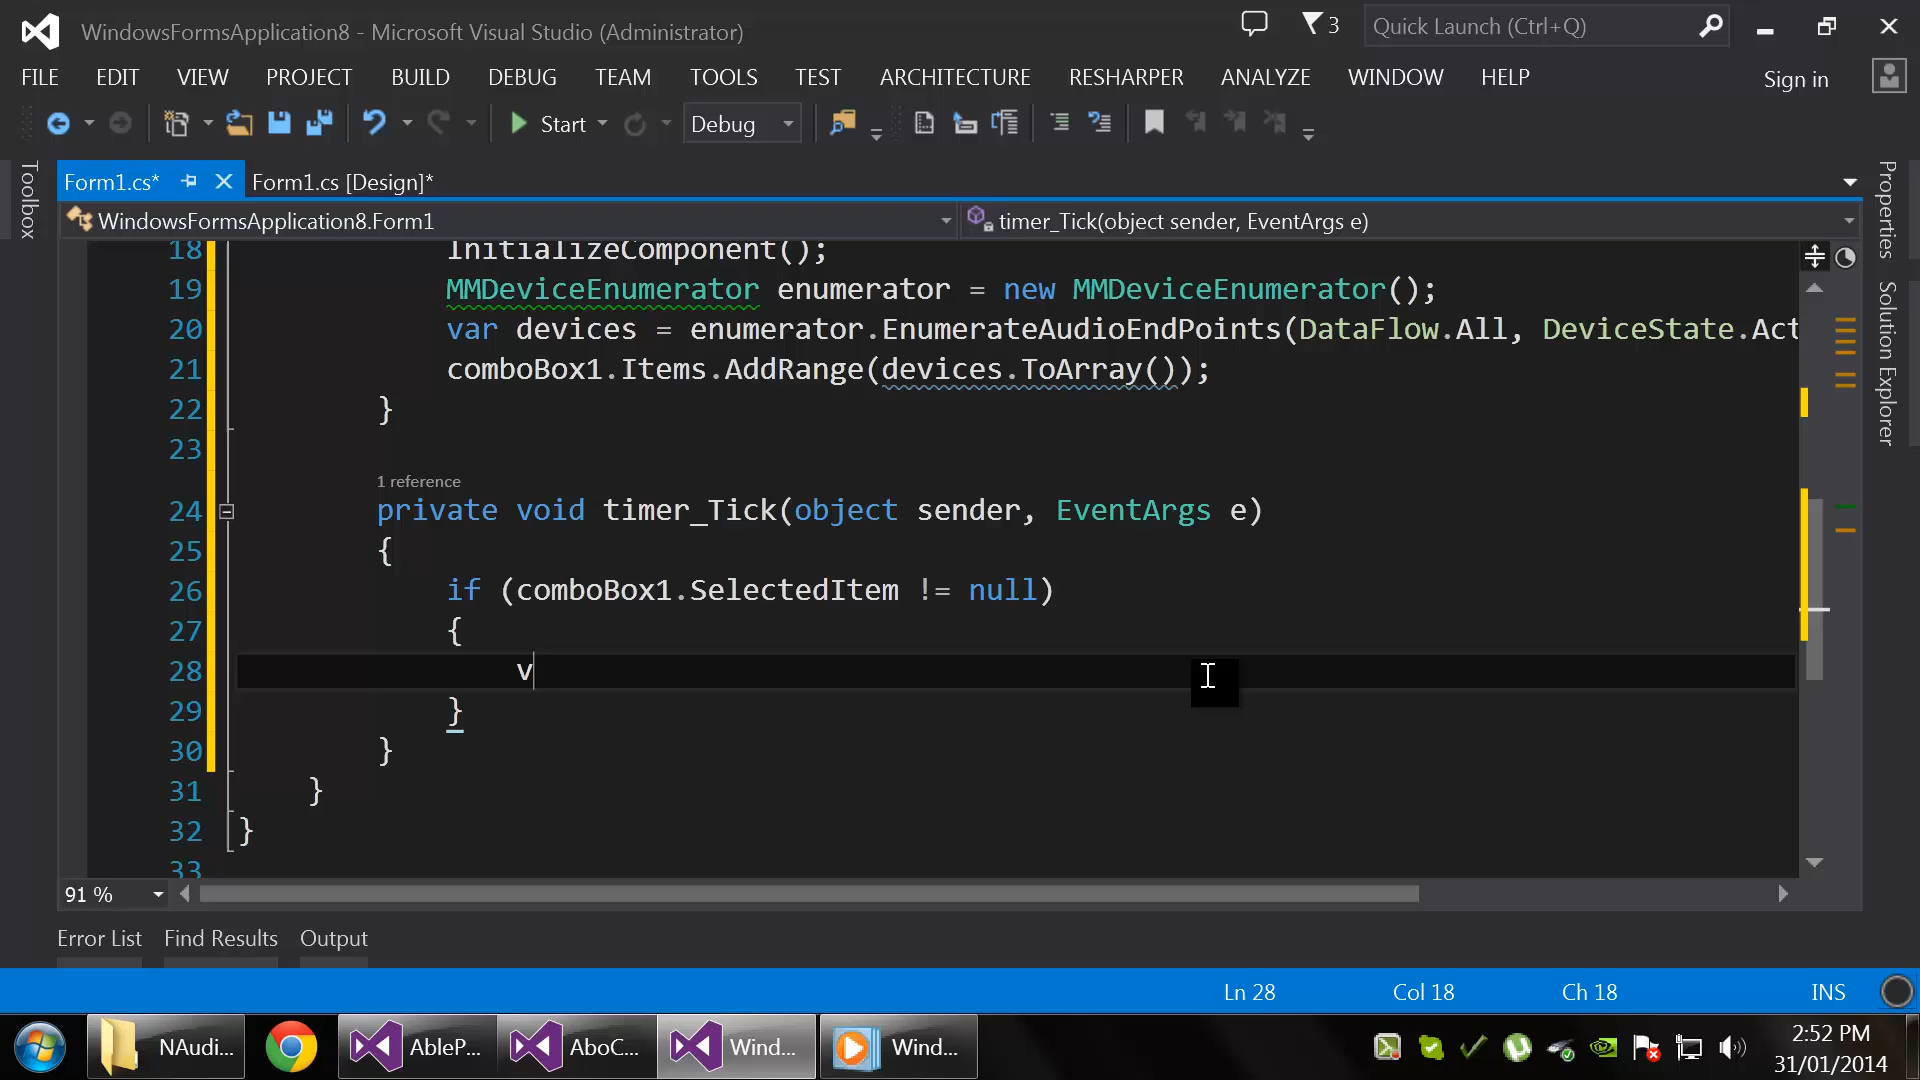 WindowsFormsApplication8 - Microsoft Visual Studio (Administrator)
3
Quick Launch (Ctrl+Q)
FILE EDIT VIEW PROJECT BUILD DEBUG TEAM TOOLS TEST ARCHITECTURE RESHARPER ANALYZE WINDOW HELP
Sign in
Start
Debug
Toolbox
Form1.cs*
Form1.cs [Design]*
Properties
Solution Explorer
WindowsFormsApplication8.Form1
timer_Tick(object sender, EventArgs e)
18 InitializeComponent();
19 MMDeviceEnumerator enumerator = new MMDeviceEnumerator();
20 var devices = enumerator.EnumerateAudioEndPoints(DataFlow.All, DeviceState.Act
21 comboBox1.Items.AddRange(devices.ToArray());
22 }
23
1 reference
24 private void timer_Tick(object sender, EventArgs e)
25 {
26 if (comboBox1.SelectedItem != null)
27 {
28 v
29 }
30 }
31 }
32 }
33
91 %
Error List Find Results Output
Ln 28 Col 18 Ch 18 INS
NAudi...
AbleP...
AboC...
Wind...
Wind...
2:52 PM
31/01/2014